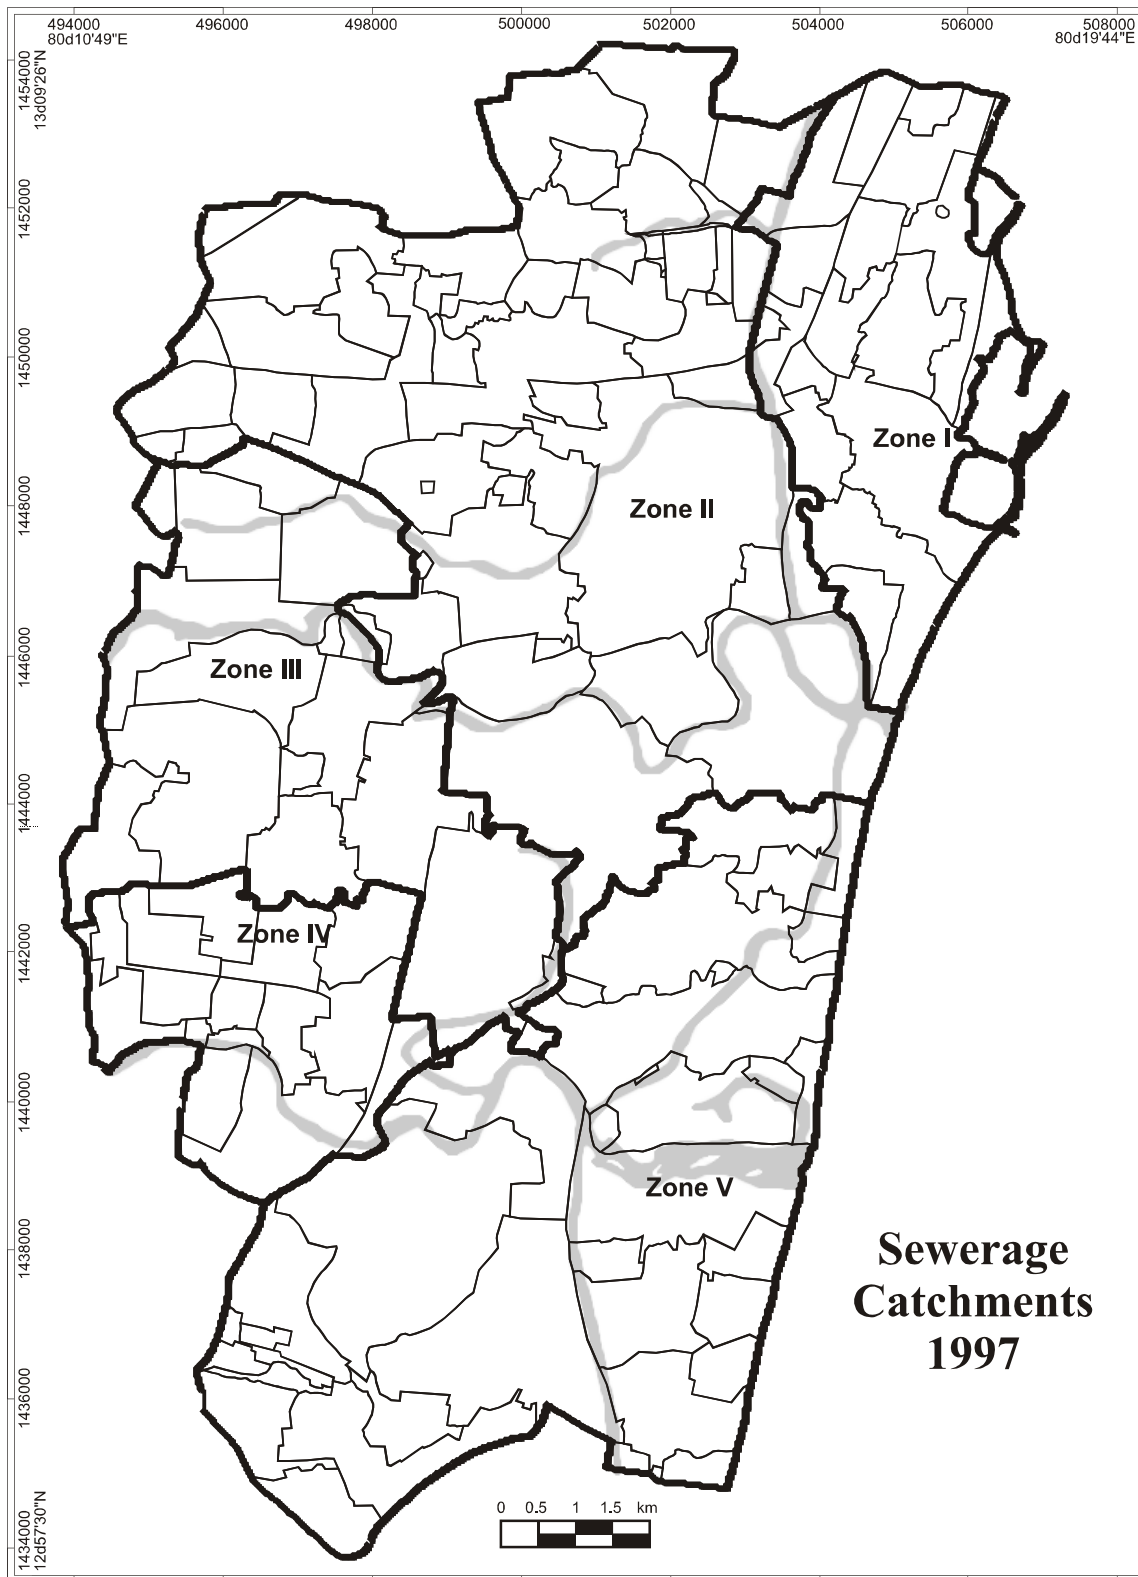 494000 496000 498000 500000 502000 504000 506000 508000
80d10'49"E 80d19'44"E
1454000
13d09'26"N
1452000
1450000
1448000
1446000
1444000
1442000
1440000
1438000
1436000
1434000
12d57'30"N
Zone I
Zone II
Zone III
Zone IV
Zone V
Sewerage
Catchments
1997
0 0.5 1 1.5 km